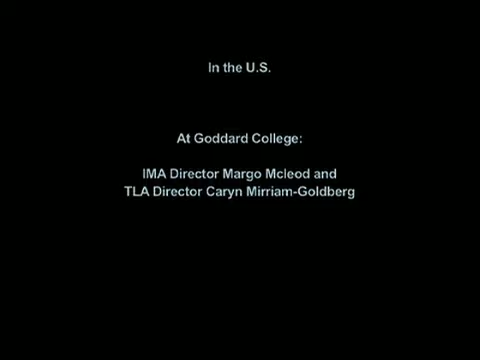 In the U.S.
At Goddard College:
IMA Director Margo Mcleod and
TLA Director Caryn Mirriam-Goldberg